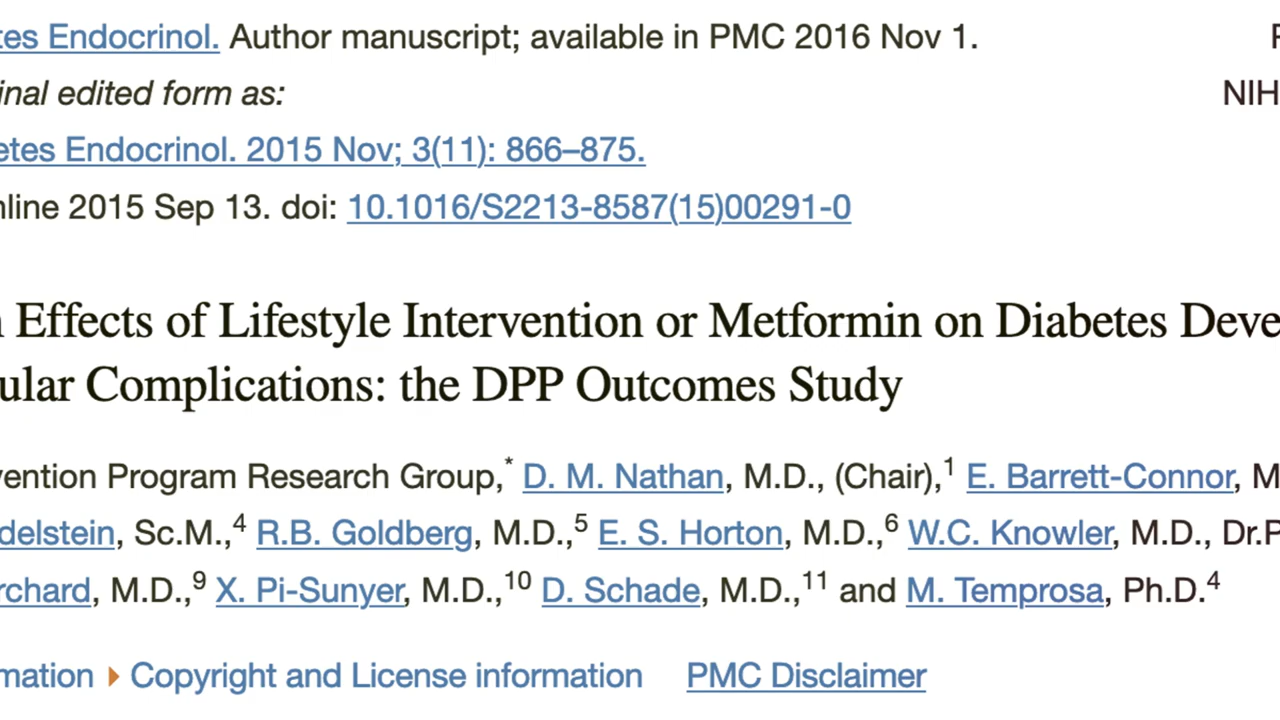 tes Endocrinol. Author manuscript; available in PMC 2016 Nov 1.
inal edited form as: NIH
etes Endocrinol. 2015 Nov; 3(11): 866–875.
nline 2015 Sep 13. doi: 10.1016/S2213-8587(15)00291-0
Effects of Lifestyle Intervention or Metformin on Diabetes Deve
ular Complications: the DPP Outcomes Study
vention Program Research Group,* D. M. Nathan, M.D., (Chair),1 E. Barrett-Connor, M
delstein, Sc.M.,4 R.B. Goldberg, M.D.,5 E. S. Horton, M.D.,6 W.C. Knowler, M.D., Dr.P
rchard, M.D.,9 X. Pi-Sunyer, M.D.,10 D. Schade, M.D.,11 and M. Temprosa, Ph.D.4
mation ▸ Copyright and License information PMC Disclaimer